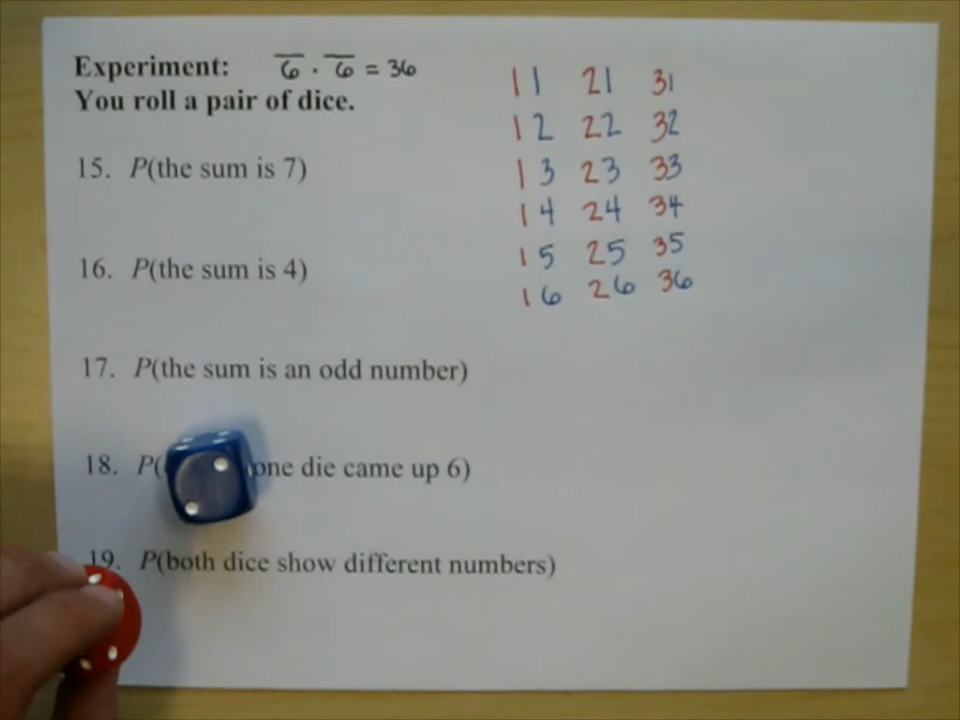 Experiment: 6 · 6 = 36
You roll a pair of dice.
15. P(the sum is 7)
16. P(the sum is 4)
17. P(the sum is an odd number)
18. P( one die came up 6)
19. P(both dice show different numbers)
11 21 31
12 22 32
13 23 33
14 24 34
15 25 35
16 26 36